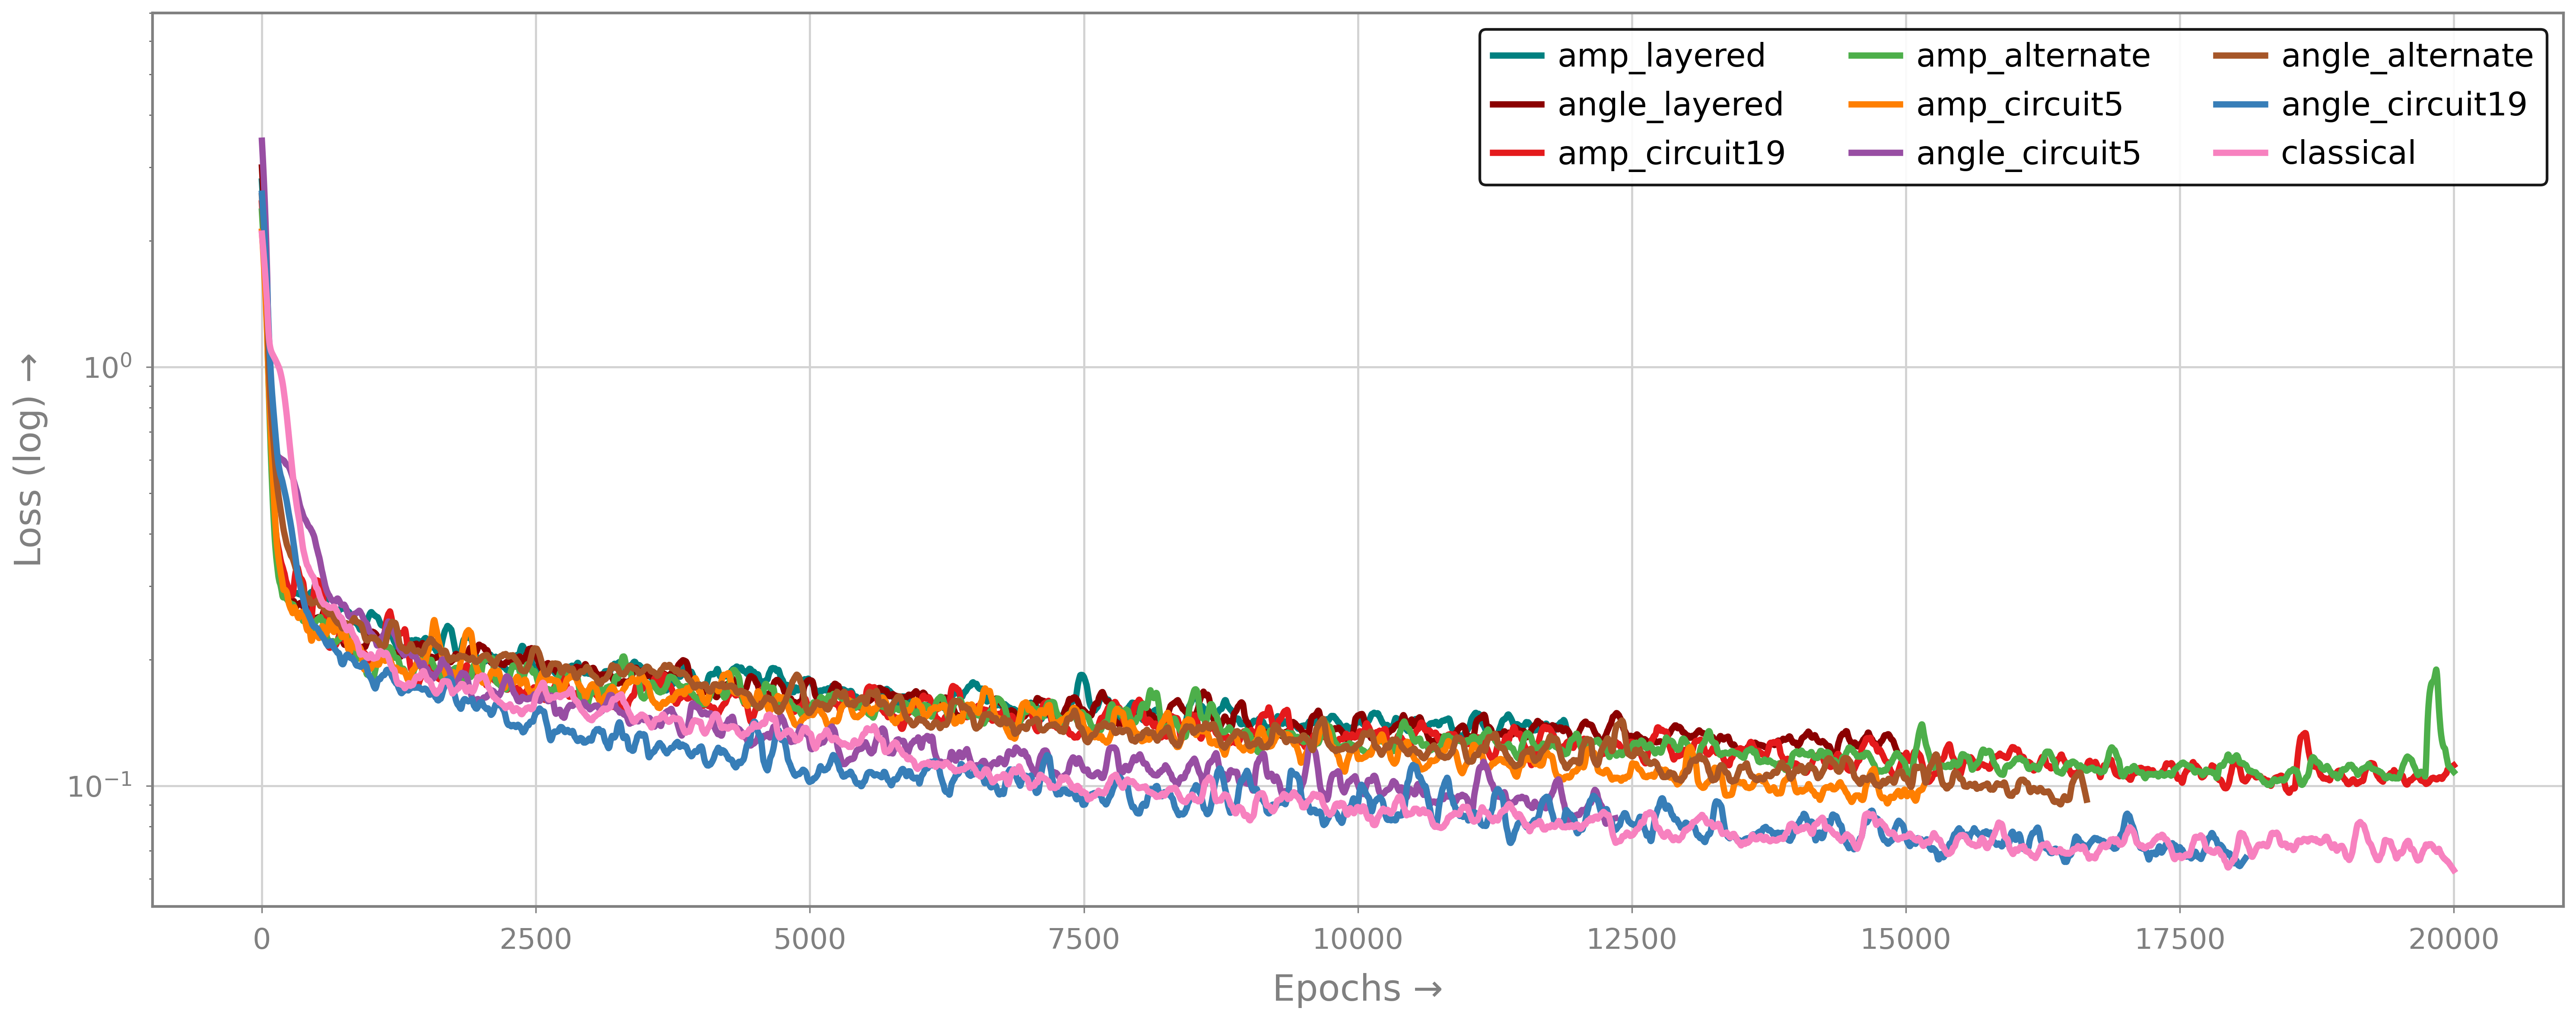 amp_layered
angle_layered
amp_circuit19
amp_alternate
amp_circuit5
angle_circuit5
angle_alternate
angle_circuit19
classical
Loss (log) →
10⁰
10⁻¹
0 2500 5000 7500 10000 12500 15000 17500 20000
Epochs →